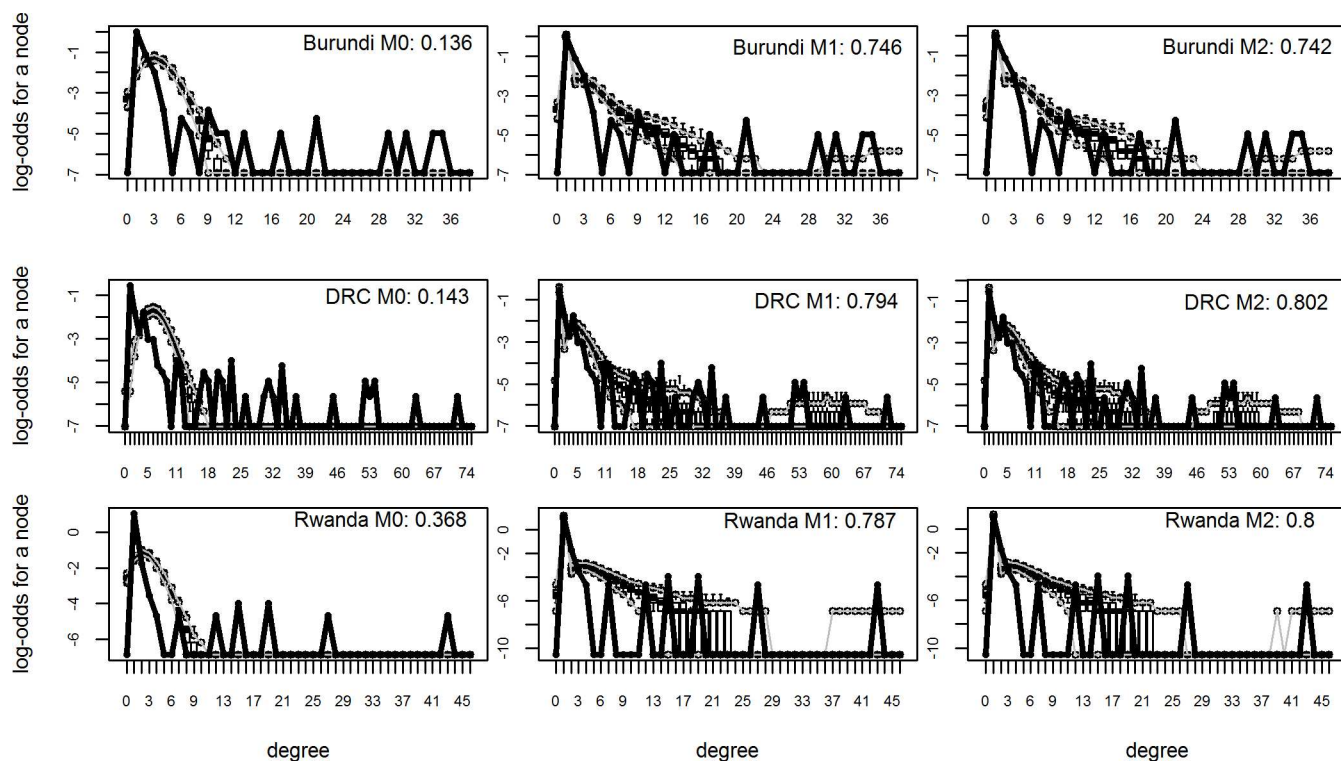 log-odds for a node
Burundi M0: 0.136
-1
-3
-5
-7
0 3 6 9 12 16 20 24 28 32 36
Burundi M1: 0.746
-1
-3
-5
-7
0 3 6 9 12 16 20 24 28 32 36
Burundi M2: 0.742
-1
-3
-5
-7
0 3 6 9 12 16 20 24 28 32 36
log-odds for a node
DRC M0: 0.143
-1
-3
-5
-7
0 5 11 18 25 32 39 46 53 60 67 74
DRC M1: 0.794
-1
-3
-5
-7
0 5 11 18 25 32 39 46 53 60 67 74
DRC M2: 0.802
-1
-3
-5
-7
0 5 11 18 25 32 39 46 53 60 67 74
log-odds for a node
Rwanda M0: 0.368
0
-2
-4
-6
0 3 6 9 13 17 21 25 29 33 37 41 45
degree
Rwanda M1: 0.787
0
-2
-4
-6
-10
0 3 6 9 13 17 21 25 29 33 37 41 45
degree
Rwanda M2: 0.8
0
-2
-4
-6
-10
0 3 6 9 13 17 21 25 29 33 37 41 45
degree